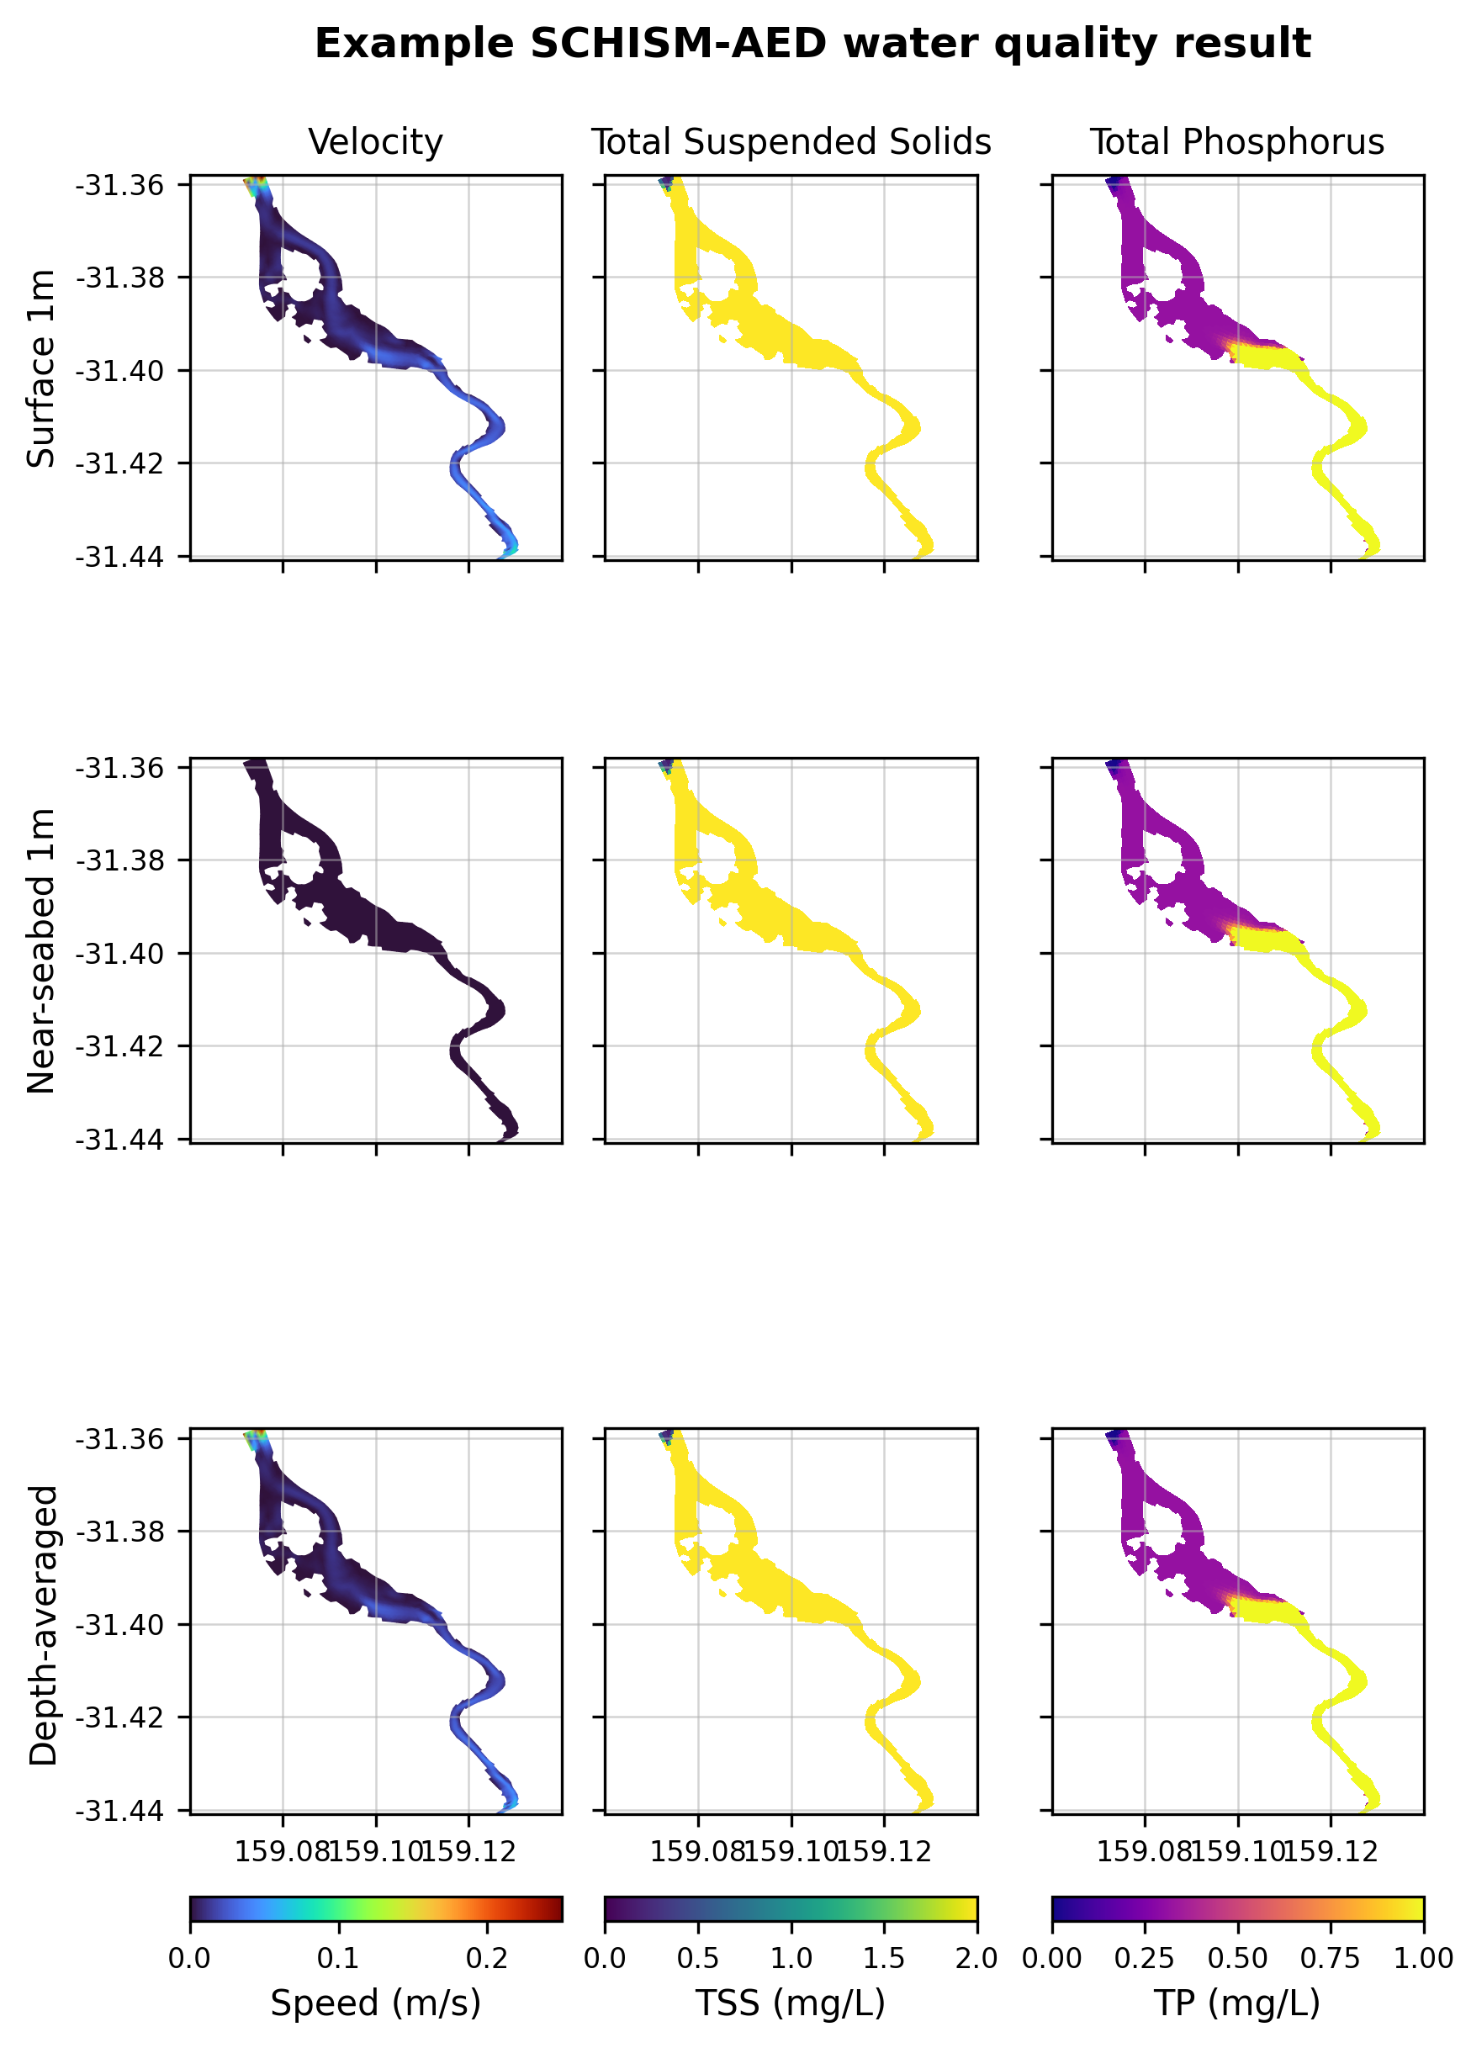 Example SCHISM-AED water quality result
Velocity
Total Suspended Solids
Total Phosphorus
Surface 1m
-31.36
-31.38
-31.40
-31.42
-31.44
Near-seabed 1m
-31.36
-31.38
-31.40
-31.42
-31.44
Depth-averaged
-31.36
-31.38
-31.40
-31.42
-31.44
159.08 159.10 159.12
159.08 159.10 159.12
159.08 159.10 159.12
0.0 0.1 0.2
Speed (m/s)
0.0 0.5 1.0 1.5 2.0
TSS (mg/L)
0.00 0.25 0.50 0.75 1.00
TP (mg/L)